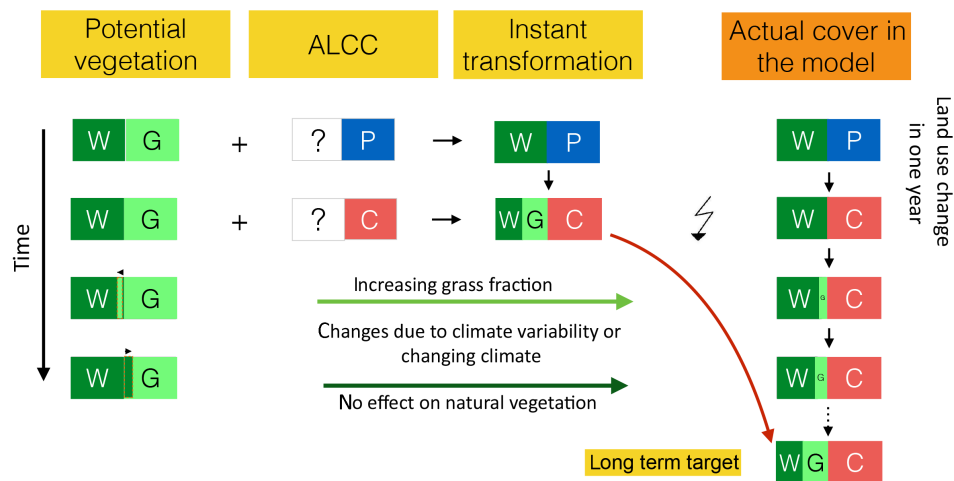 Potential
vegetation
ALCC
Instant
transformation
Actual cover in
the model
Time
W G + ? P W P W P
W G + ? C W G C W C
Land use change
in one year
W G
Increasing grass fraction
W G C
Changes due to climate variability or
changing climate
W G
W G C
No effect on natural vegetation
Long term target
W G C